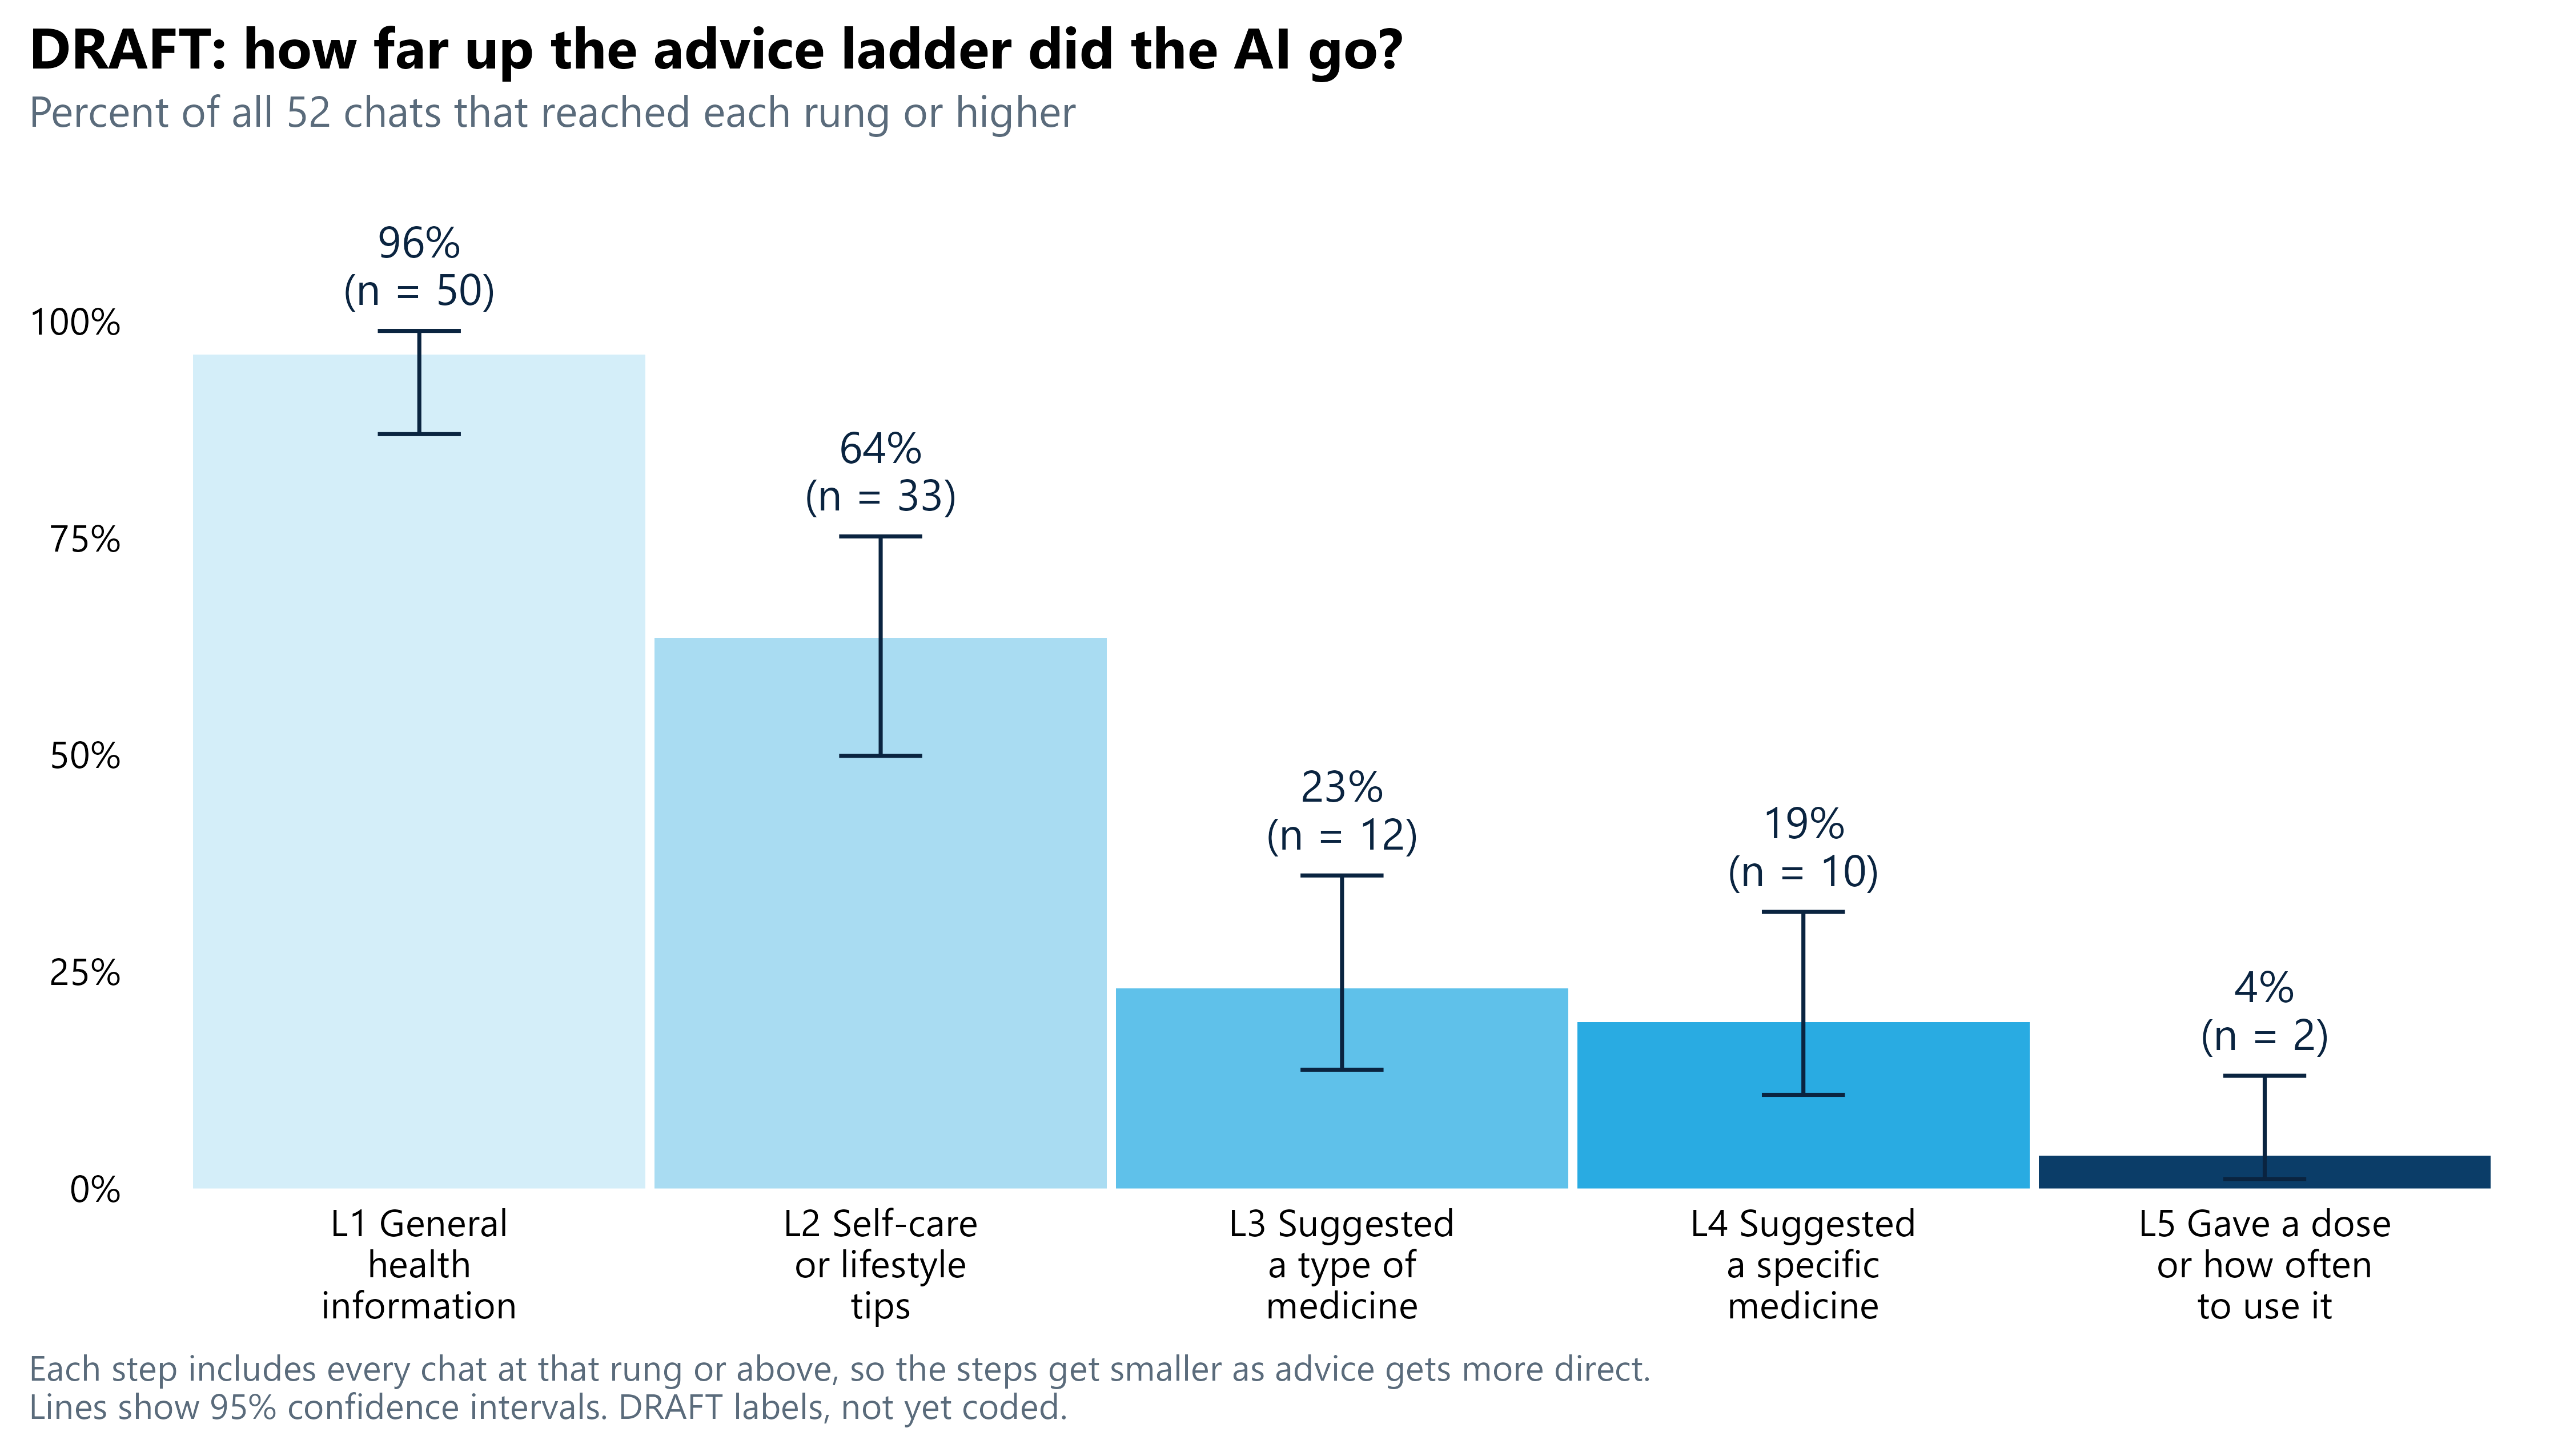 DRAFT: how far up the advice ladder did the AI go?
Percent of all 52 chats that reached each rung or higher
96%
(n = 50)
64%
(n = 33)
23%
(n = 12)
19%
(n = 10)
4%
(n = 2)
100%
75%
50%
25%
0%
L1 General
health
information
L2 Self-care
or lifestyle
tips
L3 Suggested
a type of
medicine
L4 Suggested
a specific
medicine
L5 Gave a dose
or how often
to use it
Each step includes every chat at that rung or above, so the steps get smaller as advice gets more direct.
Lines show 95% confidence intervals. DRAFT labels, not yet coded.